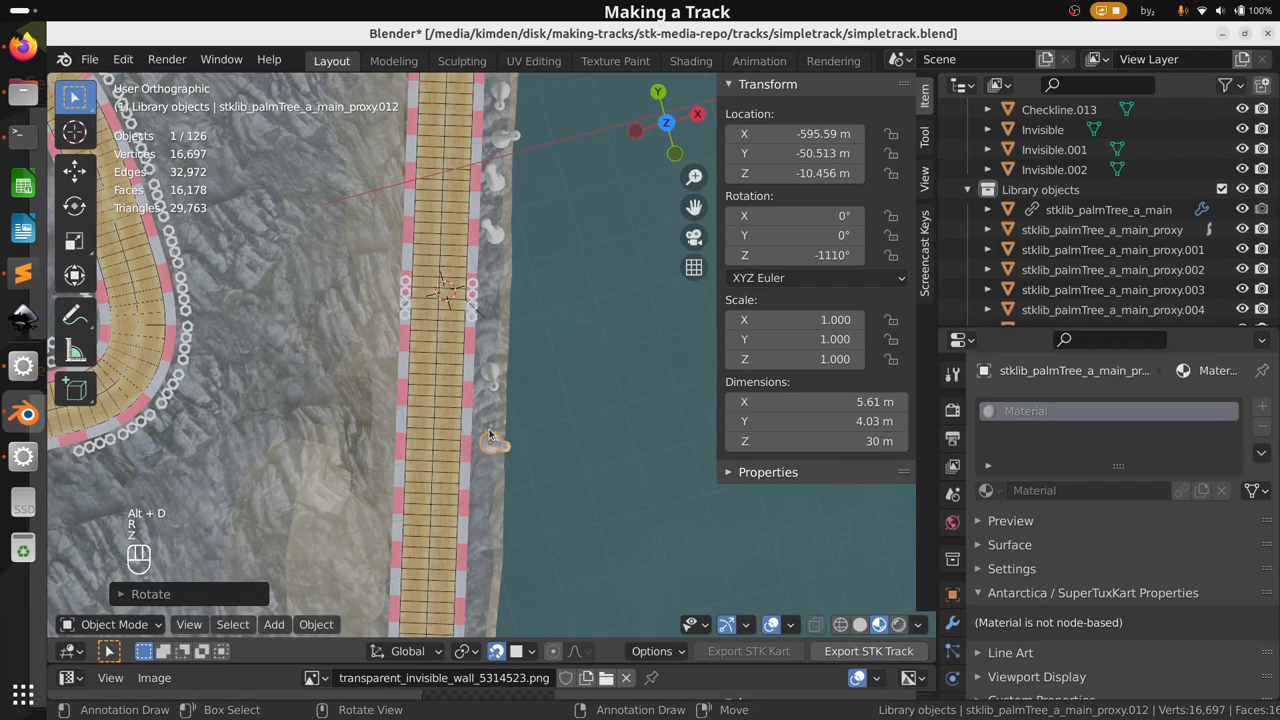 Making a Track
by₂
100%
Blender* [/media/kimden/disk/making-tracks/stk-media-repo/tracks/simpletrack/simpletrack.blend]
File Edit Render Window Help Layout Modeling Sculpting UV Editing Texture Paint Shading Animation Rendering Scene View Layer
User Orthographic
(1) Library objects | stklib_palmTree_a_main_proxy.012
Objects 1 / 126
Vertices 16,697
Edges 32,972
Faces 16,178
Triangles 29,763
Y
X
Z
Transform
Location:
X -595.59 m
Y -50.513 m
Z -10.456 m
Rotation:
X 0°
Y 0°
Z -1110°
XYZ Euler
Scale:
X 1.000
Y 1.000
Z 1.000
Dimensions:
X 5.61 m
Y 4.03 m
Z 30 m
Properties
Item
Tool
View
Screencast Keys
Checkline.013
Invisible
Invisible.001
Invisible.002
Library objects
stklib_palmTree_a_main
stklib_palmTree_a_main_proxy
stklib_palmTree_a_main_proxy.001
stklib_palmTree_a_main_proxy.002
stklib_palmTree_a_main_proxy.003
stklib_palmTree_a_main_proxy.004
stklib_palmTree_a_main_pr... Mater...
Material
Material
Preview
Surface
Settings
Antarctica / SuperTuxKart Properties
(Material is not node-based)
Line Art
Viewport Display
Custom Properties
Alt + D
R
Z
Rotate
SSD
Object Mode View Select Add Object
Global Options Export STK Kart Export STK Track
View Image transparent_invisible_wall_5314523.png
Annotation Draw Box Select Rotate View Annotation Draw Move Library objects | stklib_palmTree_a_main_proxy.012 | Verts:16,697 | Faces:16